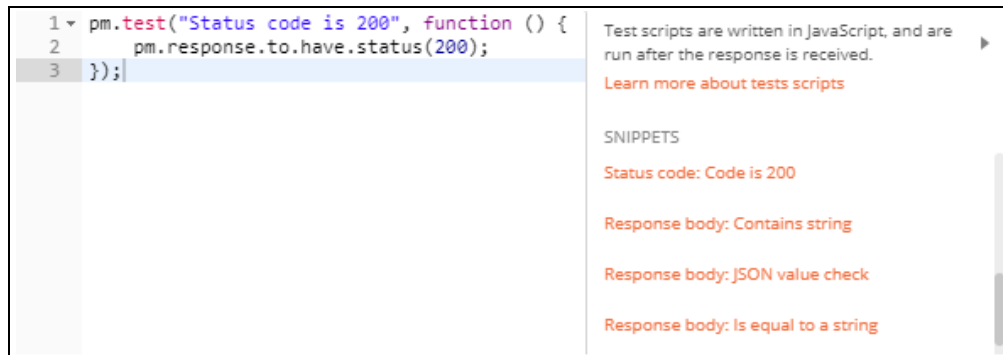 1 pm.test("Status code is 200", function () {
2     pm.response.to.have.status(200);
3 });
Test scripts are written in JavaScript, and are
run after the response is received.
Learn more about tests scripts
SNIPPETS
Status code: Code is 200
Response body: Contains string
Response body: JSON value check
Response body: Is equal to a string